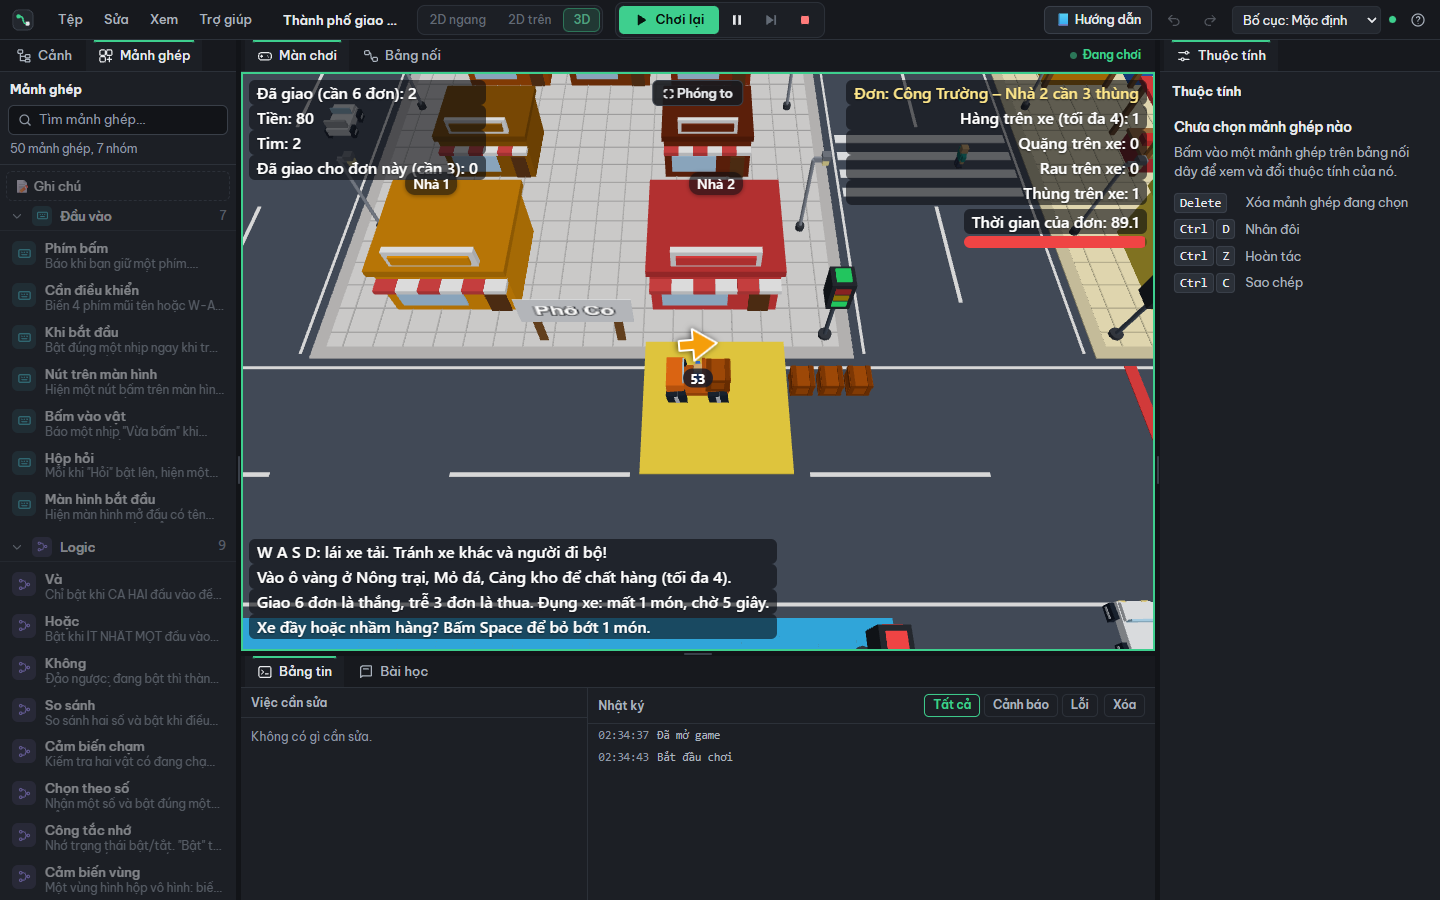 Tệp
Sửa
Xem
Trợ giúp
Thành phố giao ...
2D ngang
2D trên
3D
Chơi lại
Hướng dẫn
Bố cục: Mặc định
Cảnh
Mảnh ghép
Màn chơi
Bảng nối
Đang chơi
Thuộc tính
Mảnh ghép
Tìm mảnh ghép...
50 mảnh ghép, 7 nhóm
Ghi chú
Đầu vào 7
Phím bấm
Báo khi bạn giữ một phím....
Cần điều khiển
Biến 4 phím mũi tên hoặc W-A...
Khi bắt đầu
Bật đúng một nhịp ngay khi tr...
Nút trên màn hình
Hiện một nút bấm trên màn hìn...
Bấm vào vật
Báo một nhịp "Vừa bấm" khi...
Hộp hỏi
Mỗi khi "Hỏi" bật lên, hiện một...
Màn hình bắt đầu
Hiện màn hình mở đầu có tên...
Logic 9
Và
Chỉ bật khi CẢ HAI đầu vào đề...
Hoặc
Bật khi ÍT NHẤT MỘT đầu vào...
Không
Đảo ngược: đang bật thì thàn...
So sánh
So sánh hai số và bật khi điều...
Cảm biến chạm
Kiểm tra hai vật có đang chạ...
Chọn theo số
Nhận một số và bật đúng một...
Công tắc nhớ
Nhớ trạng thái bật/tắt. "Bật" t...
Cảm biến vùng
Một vùng hình hộp vô hình: biế...
Đã giao (cần 6 đơn): 2
Tiền: 80
Tim: 2
Đã giao cho đơn này (cần 3): 0
Phóng to
Đơn: Công Trường – Nhà 2 cần 3 thùng
Hàng trên xe (tối đa 4): 1
Quặng trên xe: 0
Rau trên xe: 0
Thùng trên xe: 1
Thời gian của đơn: 89.1
Nhà 1
Nhà 2
Phố Cổ
53
W A S D: lái xe tải. Tránh xe khác và người đi bộ!
Vào ô vàng ở Nông trại, Mỏ đá, Cảng kho để chất hàng (tối đa 4).
Giao 6 đơn là thắng, trễ 3 đơn là thua. Đụng xe: mất 1 món, chờ 5 giây.
Xe đầy hoặc nhầm hàng? Bấm Space để bỏ bớt 1 món.
Bảng tin
Bài học
Việc cần sửa
Không có gì cần sửa.
Nhật ký
Tất cả
Cảnh báo
Lỗi
Xóa
02:34:37 Đã mở game
02:34:43 Bắt đầu chơi
Thuộc tính
Chưa chọn mảnh ghép nào
Bấm vào một mảnh ghép trên bảng nối
dây để xem và đổi thuộc tính của nó.
Delete Xóa mảnh ghép đang chọn
Ctrl D Nhân đôi
Ctrl Z Hoàn tác
Ctrl C Sao chép